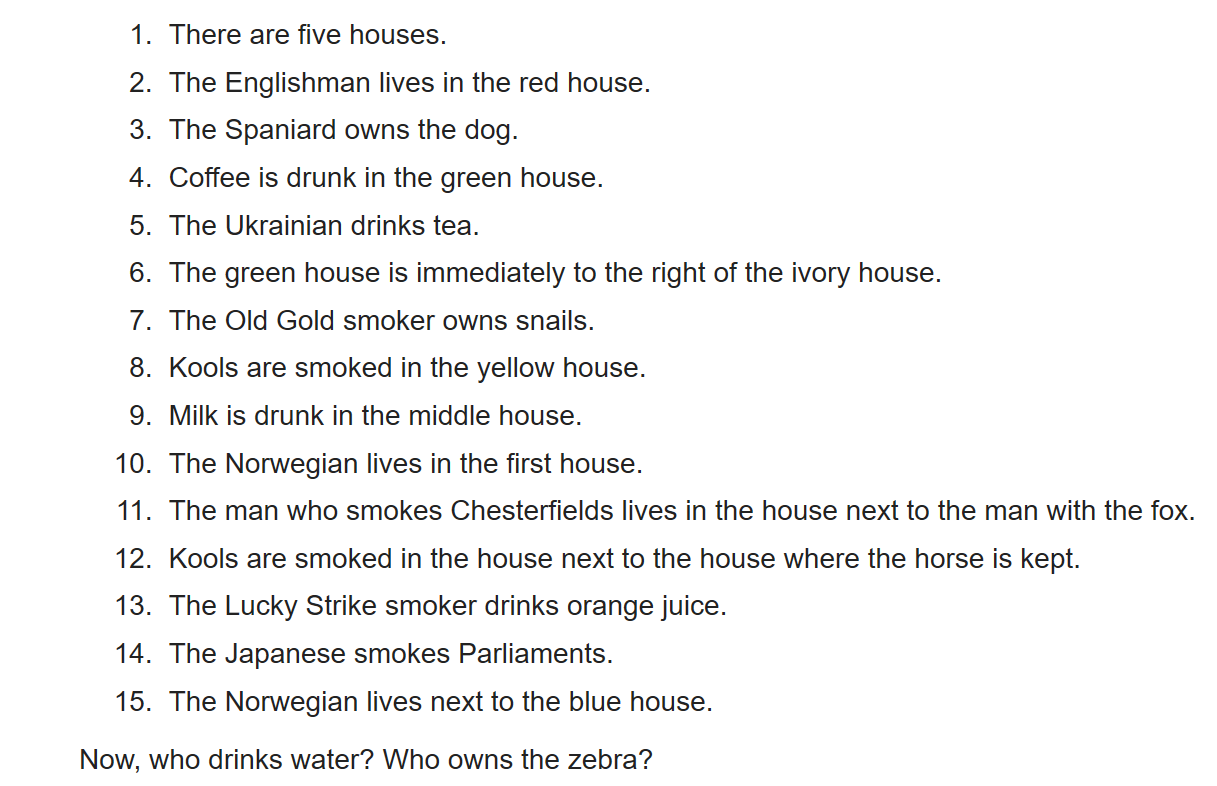 1. There are five houses.
2. The Englishman lives in the red house.
3. The Spaniard owns the dog.
4. Coffee is drunk in the green house.
5. The Ukrainian drinks tea.
6. The green house is immediately to the right of the ivory house.
7. The Old Gold smoker owns snails.
8. Kools are smoked in the yellow house.
9. Milk is drunk in the middle house.
10. The Norwegian lives in the first house.
11. The man who smokes Chesterfields lives in the house next to the man with the fox.
12. Kools are smoked in the house next to the house where the horse is kept.
13. The Lucky Strike smoker drinks orange juice.
14. The Japanese smokes Parliaments.
15. The Norwegian lives next to the blue house.
Now, who drinks water? Who owns the zebra?